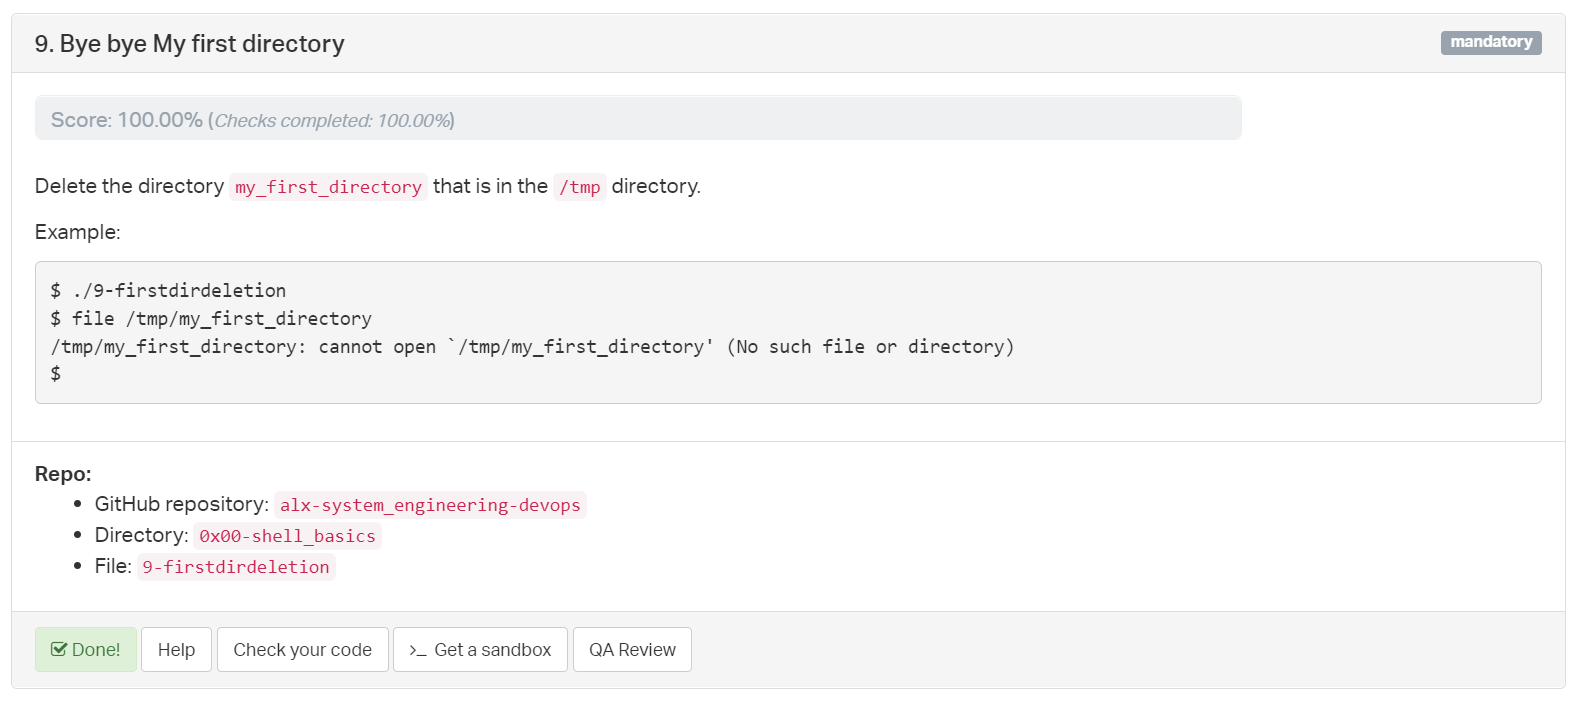 9. Bye bye My first directory
mandatory
Score: 100.00% (Checks completed: 100.00%)
Delete the directory my_first_directory that is in the /tmp directory.
Example:
$ ./9-firstdirdeletion
$ file /tmp/my_first_directory
/tmp/my_first_directory: cannot open `/tmp/my_first_directory' (No such file or directory)
$
Repo:
• GitHub repository: alx-system_engineering-devops
• Directory: 0x00-shell_basics
• File: 9-firstdirdeletion
Done! Help Check your code >_ Get a sandbox QA Review